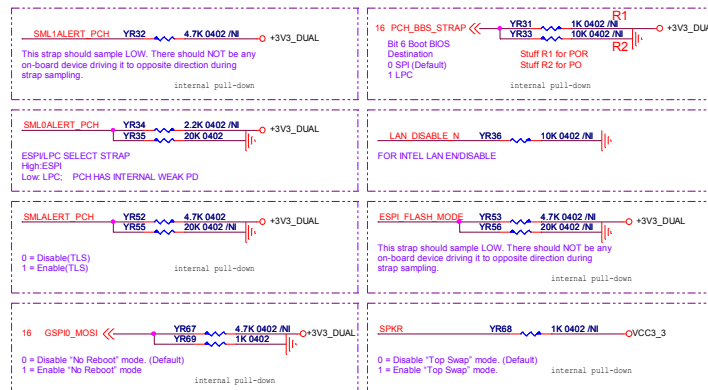 SML1ALERT_PCH YR32 4.7K 0402 /NI +3V3_DUAL
This strap should sample LOW. There should NOT be any
on-board device driving it to opposite direction during
strap sampling.
internal pull-down
R1
16 PCH_BBS_STRAP YR31 1K 0402 /NI +3V3_DUA
YR33 10K 0402 /NI
R2
Bit 6 Boot BIOS
Destination
0 SPI (Default)
1 LPC
Stuff R1 for POR
Stuff R2 for PO
internal pull-down
SML0ALERT_PCH YR34 2.2K 0402 /NI +3V3_DUAL
YR35 20K 0402
ESPI/LPC SELECT STRAP
High:ESPI
Low: LPC; PCH HAS INTERNAL WEAK PD
LAN_DISABLE_N YR36 10K 0402 /NI
FOR INTEL LAN EN/DISABLE
SMLALERT_PCH YR52 4.7K 0402 +3V3_DUAL
YR55 20K 0402 /NI
0 = Disable(TLS)
1 = Enable(TLS)
internal pull-down
ESPI_FLASH_MODE YR53 4.7K 0402 /NI +3V3_DUAL
YR56 20K 0402 /NI
This strap should sample LOW. There should NOT be any
on-board device driving it to opposite direction during
strap sampling.
internal pull-down
16 GSPI0_MOSI YR67 4.7K 0402 /NI +3V3_DUAL
YR69 1K 0402
0 = Disable "No Reboot" mode. (Default)
1 = Enable "No Reboot" mode
internal pull-down
SPKR YR68 1K 0402 /NI VCC3_3
0 = Disable "Top Swap" mode. (Default)
1 = Enable "Top Swap" mode.
internal pull-down